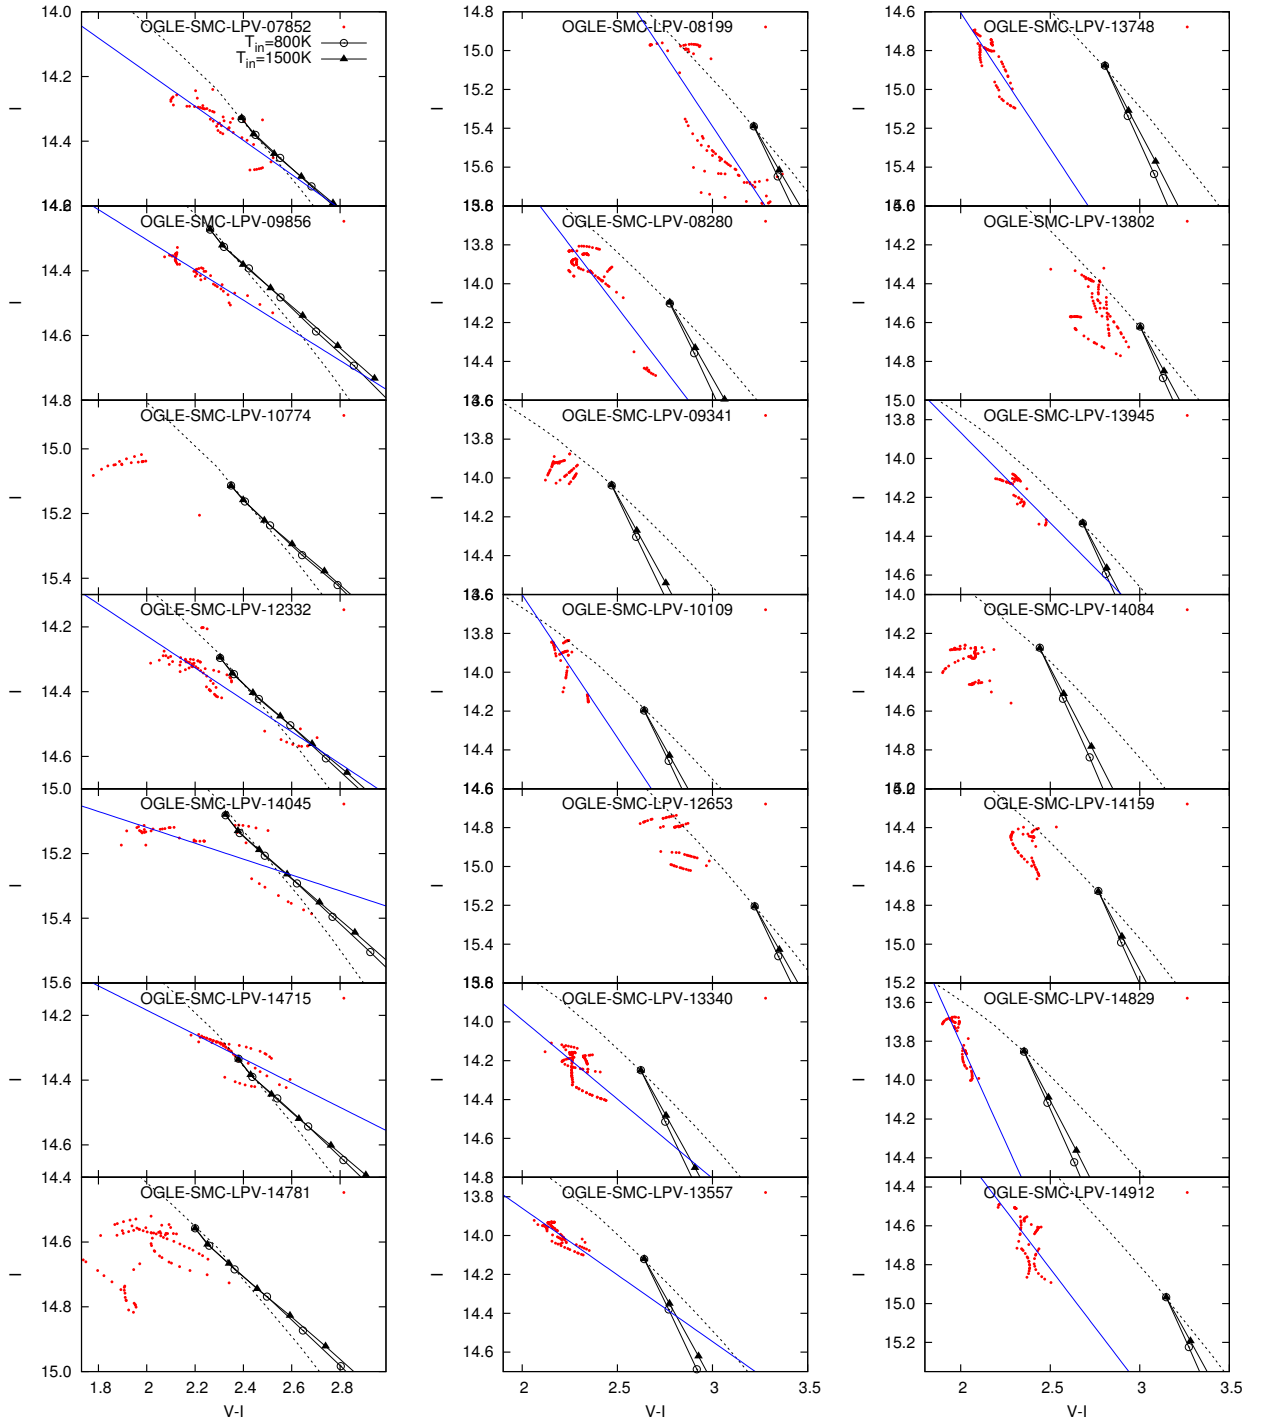 OGLE-SMC-LPV-07852
T_in=800K
T_in=1500K
14.0
14.2
14.4
I
OGLE-SMC-LPV-09856
14.4
14.6
14.8
I
OGLE-SMC-LPV-10774
15.0
15.2
15.4
I
OGLE-SMC-LPV-12332
14.2
14.4
14.6
15.0
I
OGLE-SMC-LPV-14045
15.2
15.4
15.6
I
OGLE-SMC-LPV-14715
14.2
14.4
14.6
14.4
I
OGLE-SMC-LPV-14781
14.6
14.8
15.0
I
1.8 2 2.2 2.4 2.6 2.8
V-I
OGLE-SMC-LPV-08199
14.8
15.0
15.2
15.4
15.6
I
OGLE-SMC-LPV-08280
13.8
14.0
14.2
14.4
I
OGLE-SMC-LPV-09341
13.8
14.0
14.2
14.4
I
OGLE-SMC-LPV-10109
13.8
14.0
14.2
14.4
14.6
I
OGLE-SMC-LPV-12653
14.8
15.0
15.2
15.4
I
OGLE-SMC-LPV-13340
14.0
14.2
14.4
14.6
14.8
I
OGLE-SMC-LPV-13557
13.8
14.0
14.2
14.4
14.6
I
2 2.5 3 3.5
V-I
OGLE-SMC-LPV-13748
14.6
14.8
15.0
15.2
15.4
I
OGLE-SMC-LPV-13802
14.2
14.4
14.6
14.8
15.0
I
OGLE-SMC-LPV-13945
13.8
14.0
14.2
14.4
14.6
14.0
I
OGLE-SMC-LPV-14084
14.2
14.4
14.6
14.8
I
OGLE-SMC-LPV-14159
14.4
14.6
14.8
15.0
15.2
I
OGLE-SMC-LPV-14829
13.6
13.8
14.0
14.2
14.4
I
OGLE-SMC-LPV-14912
14.4
14.6
14.8
15.0
15.2
I
2 2.5 3 3.5
V-I